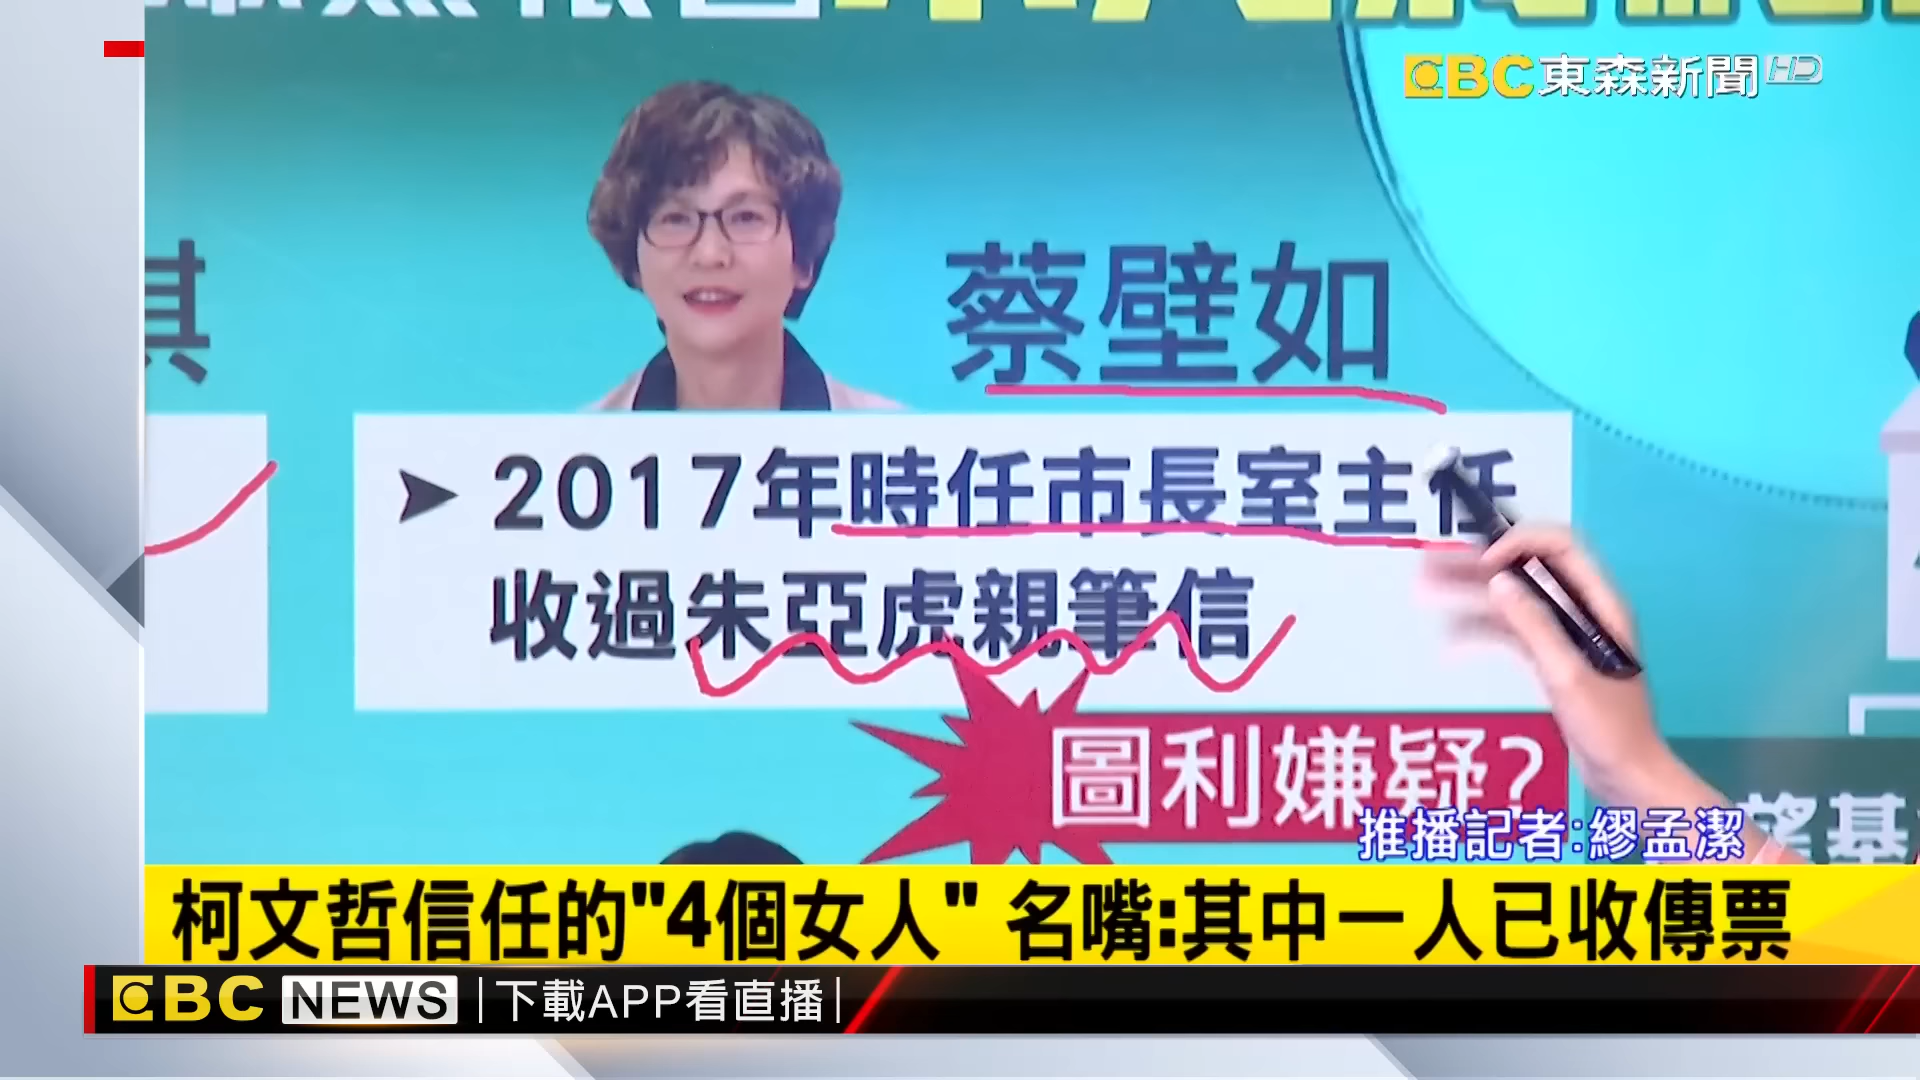 EBC東森新聞HD
蔡壁如
➤ 2017年時任市長室主任
收過朱亞虎親筆信
圖利嫌疑?
推播記者:繆孟潔
柯文哲信任的"4個女人" 名嘴:其中一人已收傳票
EBC NEWS |下載APP看直播|